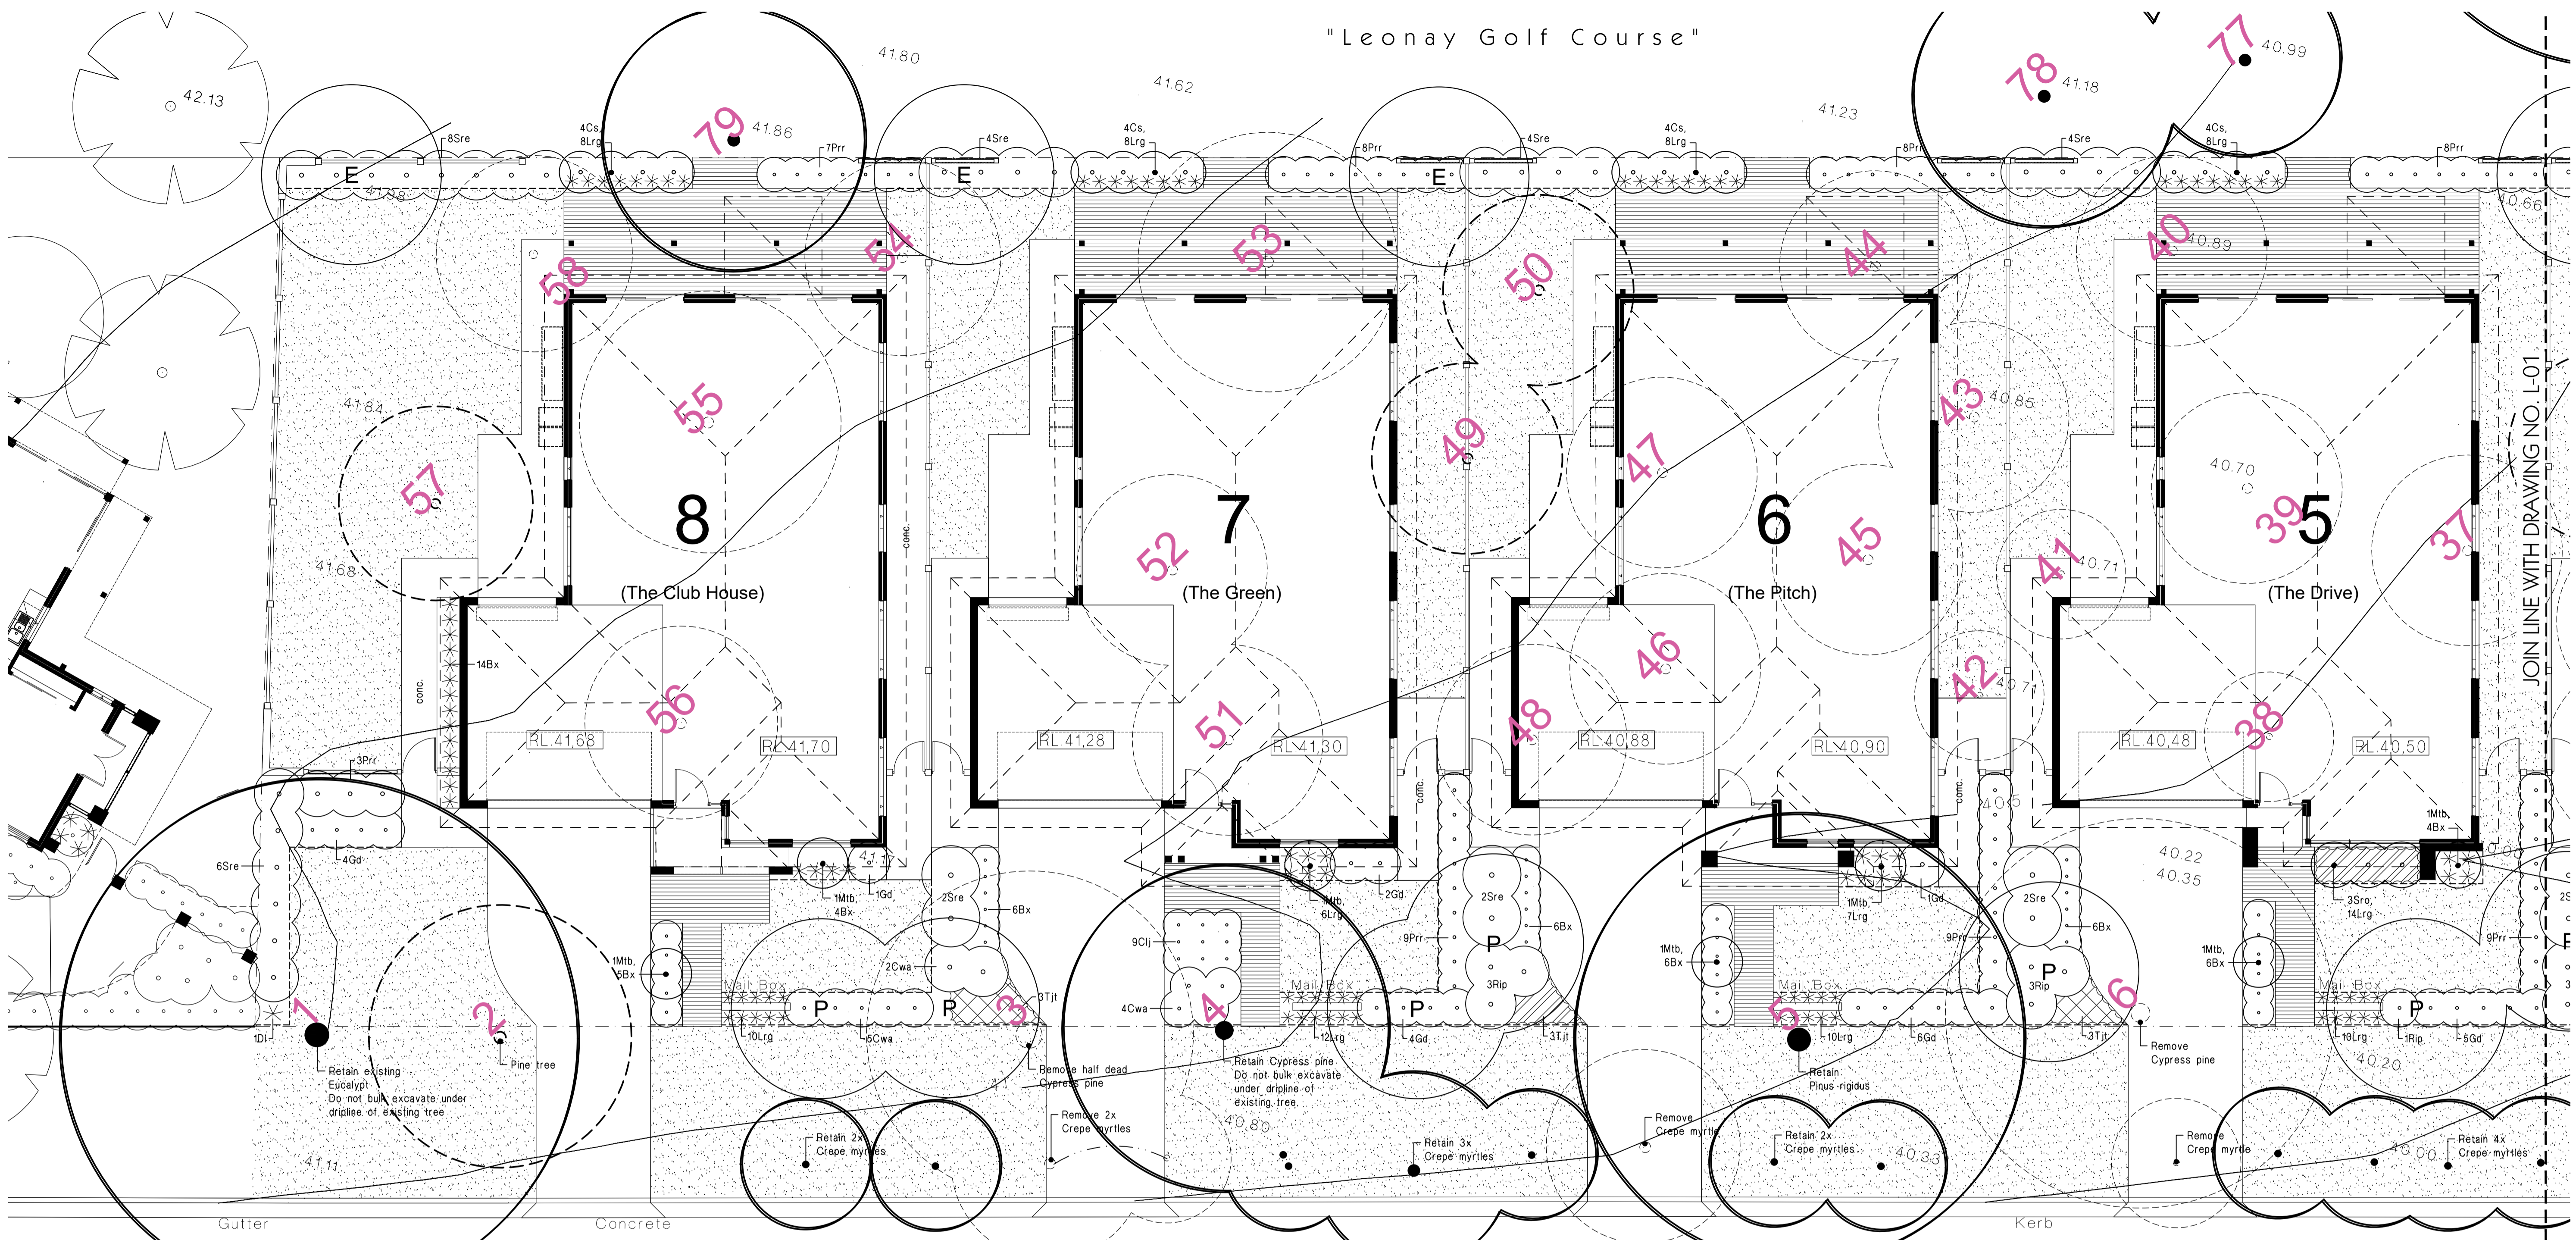 "Leonay Golf Course"
77
40.99
78
41.18
41.80
41.62
41.23
42.13
79
41.86
8Sre
4Cs,
8Lrg
7Prr
4Sre
4Cs,
8Lrg
8Prr
4Sre
4Cs,
8Lrg
8Prr
4Sre
4Cs,
8Lrg
8Prr
E
E
E
41.98
40.66
58
54
53
50
44
40
40.89
JOIN LINE WITH DRAWING NO. L-01
41.84
55
49
47
43
40.85
40.70
57
8
52
7
6
45
39
5
37
conc.
41.68
41
40.71
(The Club House)
(The Green)
(The Pitch)
(The Drive)
14Bx
conc.
56
51
48
46
42
40.71
38
RL.41,68
RL.41,70
RL.41,28
RL.41,30
RL.40,88
RL.40,90
RL.40,48
RL.40,50
3Prr
conc.
conc.
40.5
1Mtb,
4Bx
6Sre
4Gd
41.17
1Mtb,
4Bx
1Gd
2Sre
6Bx
1Mtb,
6Lrg
2Gd
2Sre
6Bx
1Mtb,
7Lrg
1Gd
2Sre
6Bx
40.22
40.35
3Sro,
14Lrg
9Clj
9Prr
P
9Prr
9Prr
1Mtb,
5Bx
2Cwa
1Mtb,
6Bx
1Mtb,
6Bx
P
3Rip
3Rip
Mail Box
Mail Box
Mail Box
Mail Box
1
2
P
P
3
3Tjt
4Cwa
4
P
5
6
P
1Dl
10Lrg
5Cwa
12Lrg
4Gd
3Tjt
10Lrg
6Gd
3Tjt
10Lrg
1Rip
5Gd
Pine tree
Retain existing
Eucalypt
Do not bulk excavate under
dripline of existing tree
Remove half dead
Cypress pine
Retain Cypress pine
Do not bulk excavate
under dripline of
existing tree.
Retain
Pinus rigidus
Remove
Cypress pine
40.20
Remove 2x
Crepe myrtles
40.80
Remove
Crepe myrtle
Retain 2x
Crepe myrtles
Retain 3x
Crepe myrtles
Retain 2x
Crepe myrtles
40.33
Remove
Crepe myrtle
Retain 4x
Crepe myrtles
40.00
41.11
Gutter
Concrete
Kerb